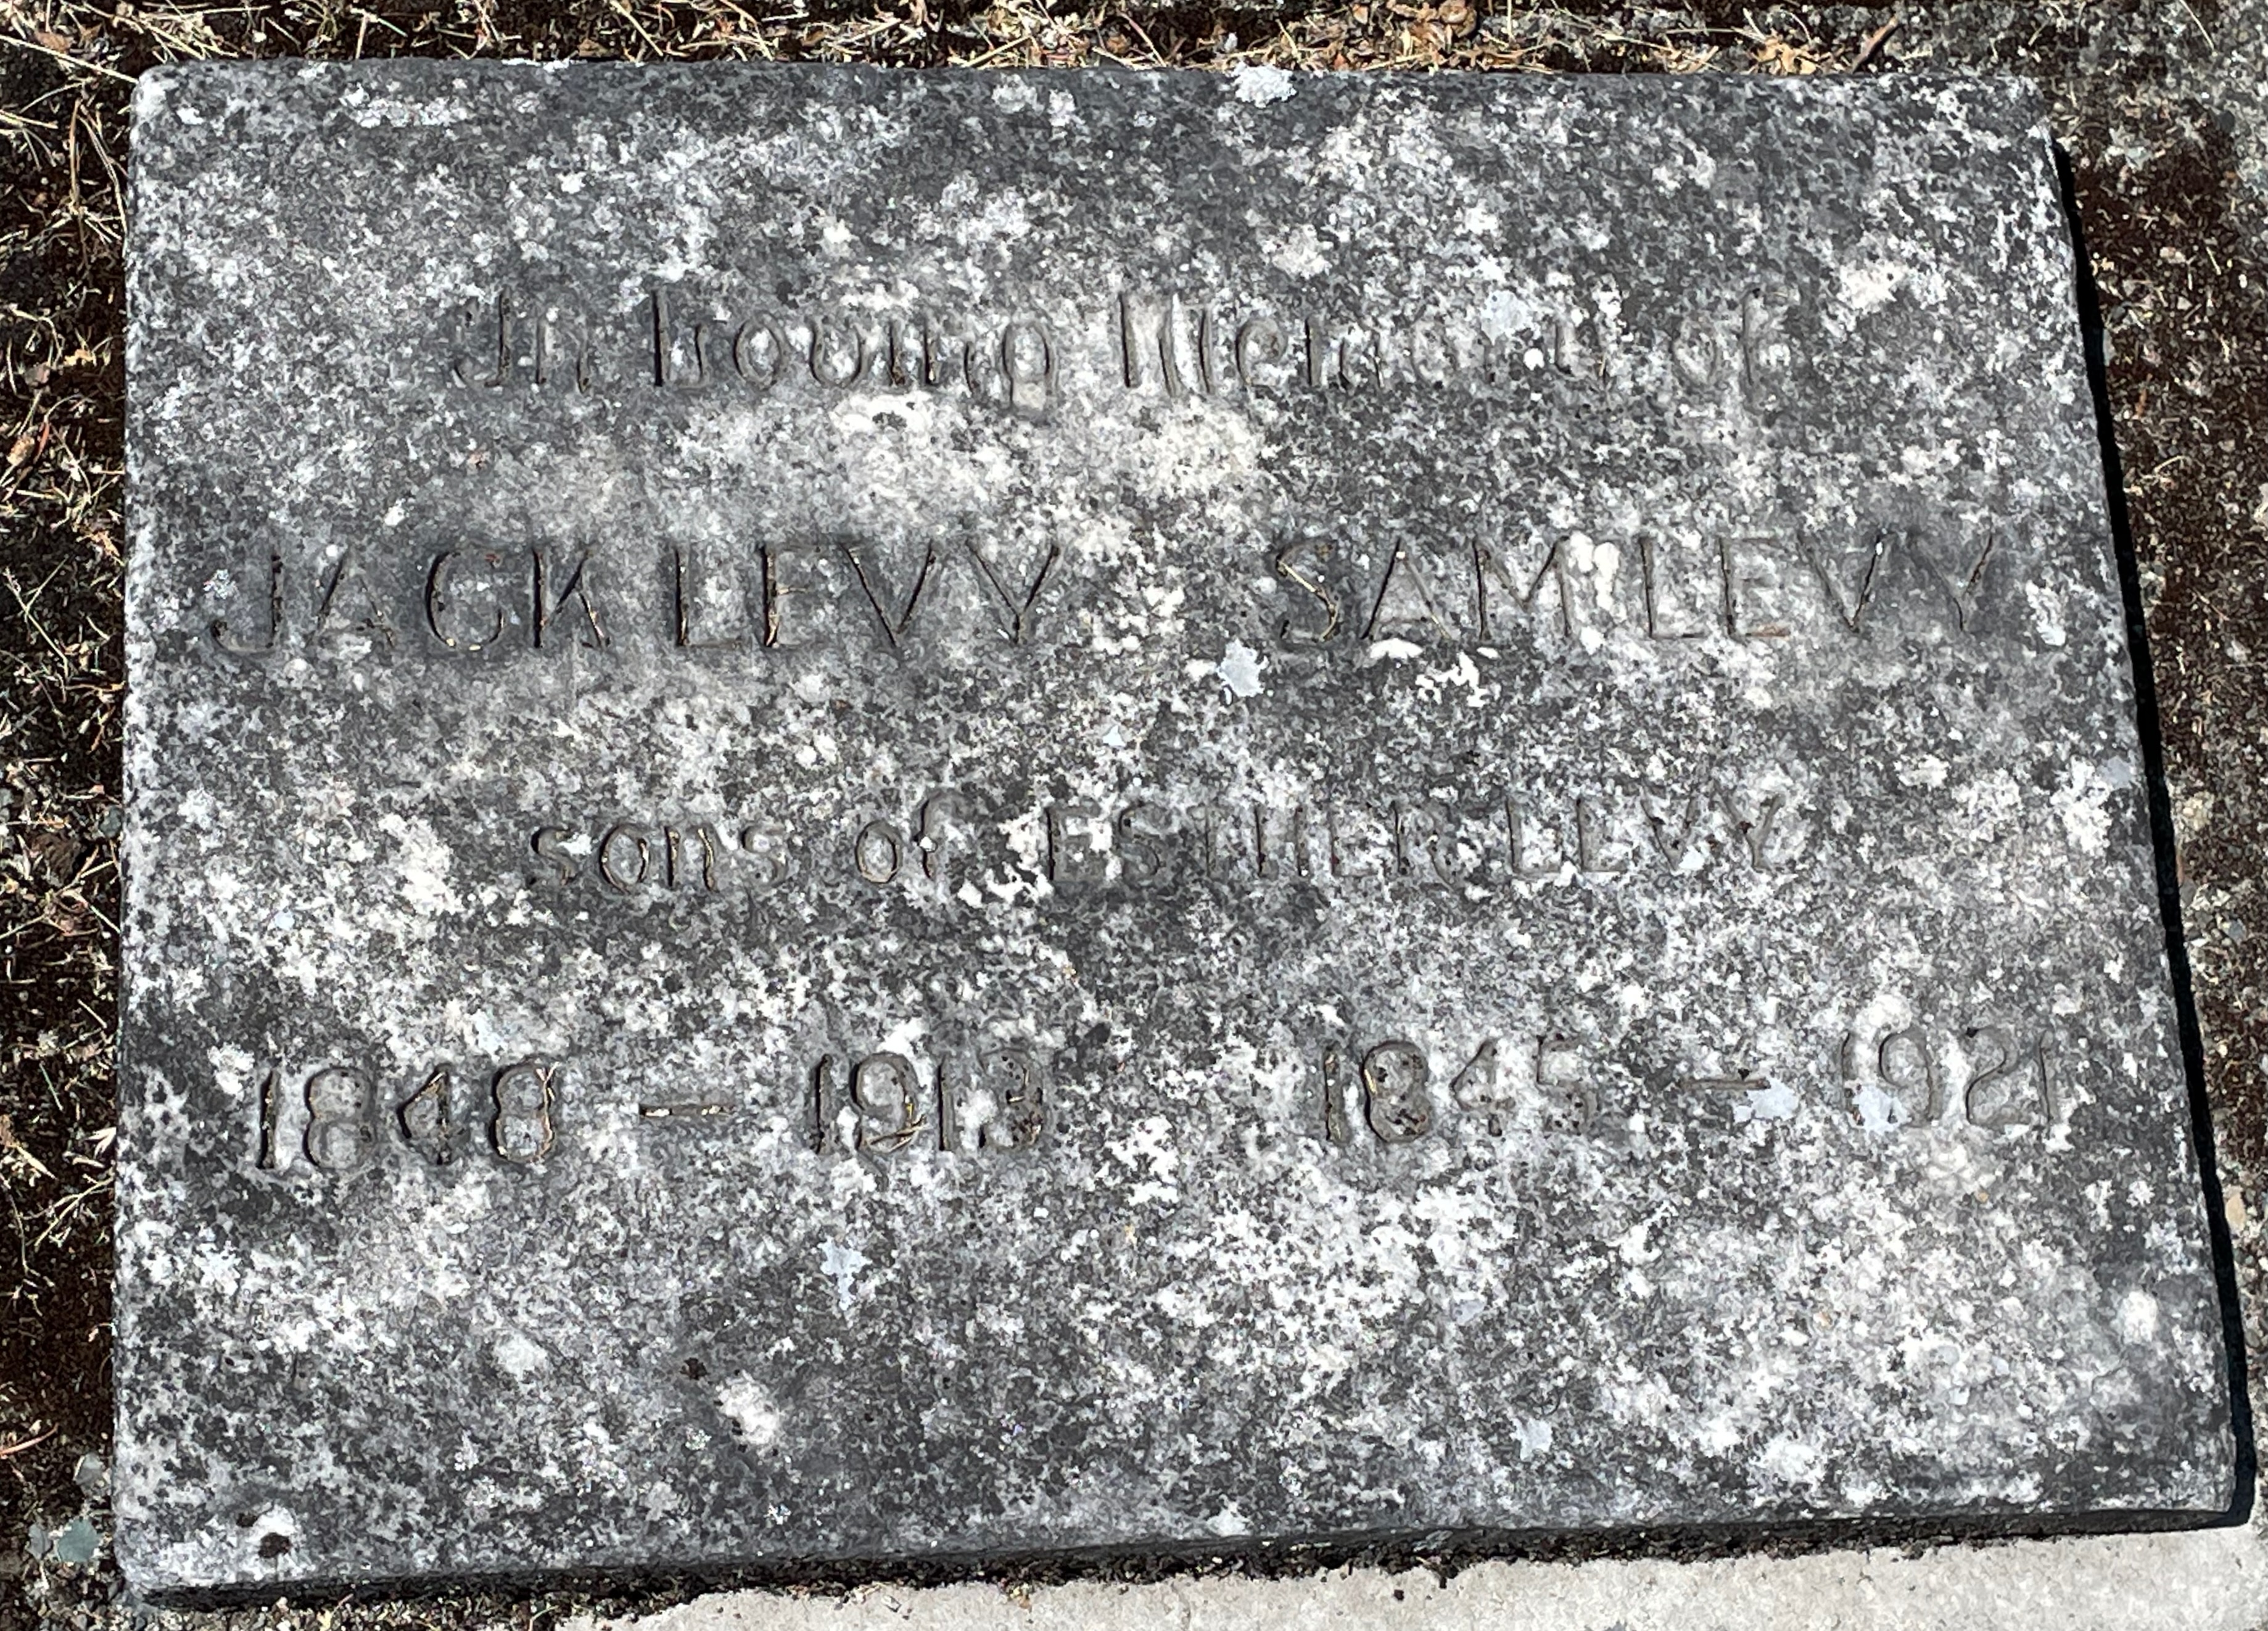 In Loving Memory of
JACK LEVY SAM LEVY
sons of ESTHER LEVY
1848 — 1913 1845 — 1921